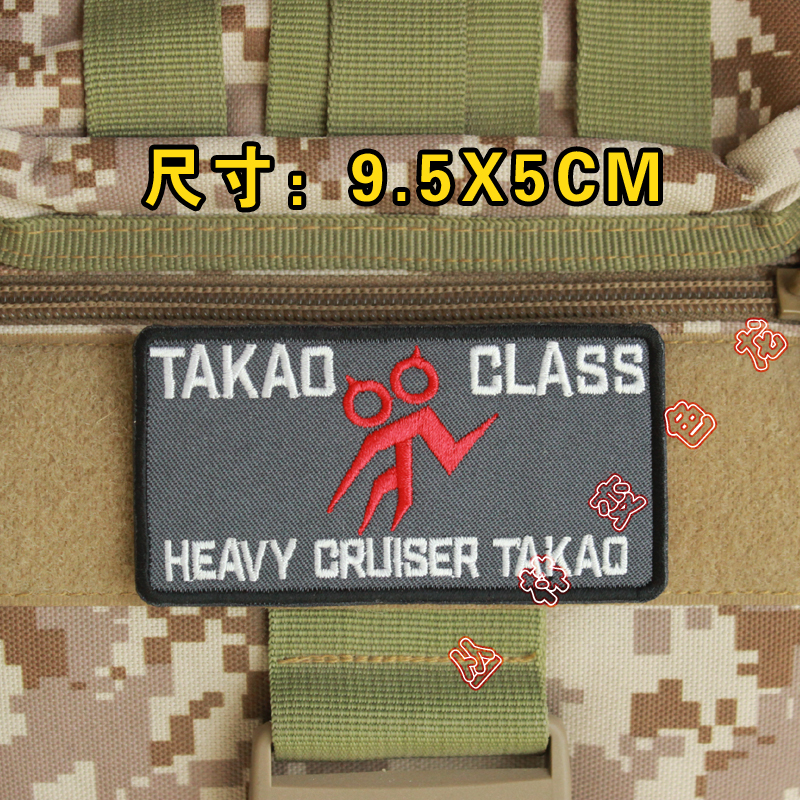 尺寸：9.5X5CM
TAKAO CLASS
HEAVY CRUISER TAKAO